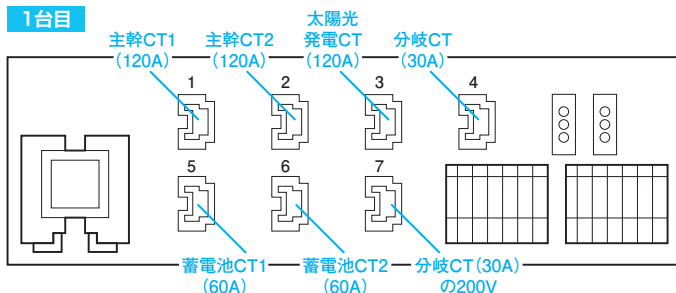 1台目
主幹CT1
（120A）
主幹CT2
（120A）
太陽光
発電CT
（120A）
分岐CT
（30A）
1
2
3
4
5
6
7
蓄電池CT1
（60A）
蓄電池CT2
（60A）
分岐CT（30A）
の200V